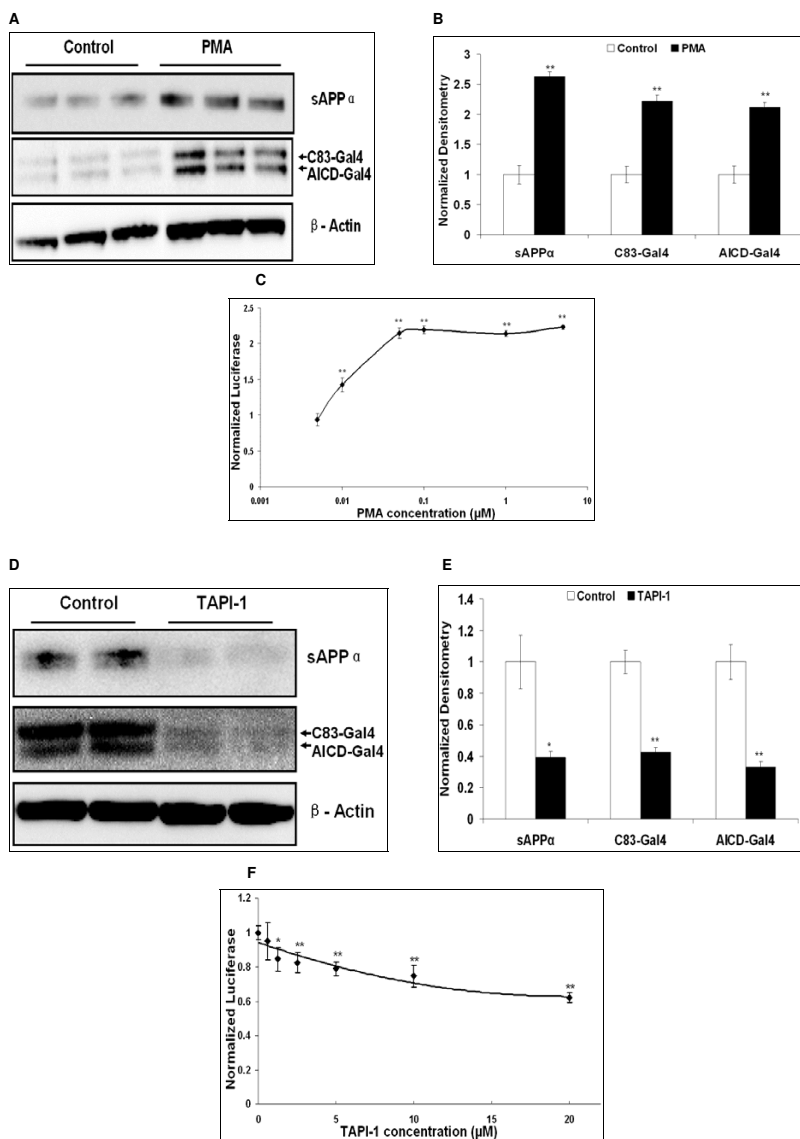 A
Control PMA
sAPP α
C83-Gal4
AICD-Gal4
β - Actin
B
Control PMA
Normalized Densitometry
3
2.5
2
1.5
1
0.5
0
**
**
**
sAPPα C83-Gal4 AICD-Gal4
C
Normalized Luciferase
2.5
2
1.5
1
0.5
0
**
**
**
**
**
0.001 0.01 0.1 1 10
PMA concentration (µM)
D
Control TAPI-1
sAPP α
C83-Gal4
AICD-Gal4
β - Actin
E
Control TAPI-1
Normalized Densitometry
1.4
1.2
1
0.8
0.6
0.4
0.2
0
*
**
**
sAPPα C83-Gal4 AICD-Gal4
F
Normalized Luciferase
1.2
1
0.8
0.6
0.4
0.2
0
*
**
**
**
**
0 5 10 15 20
TAPI-1 concentration (µM)